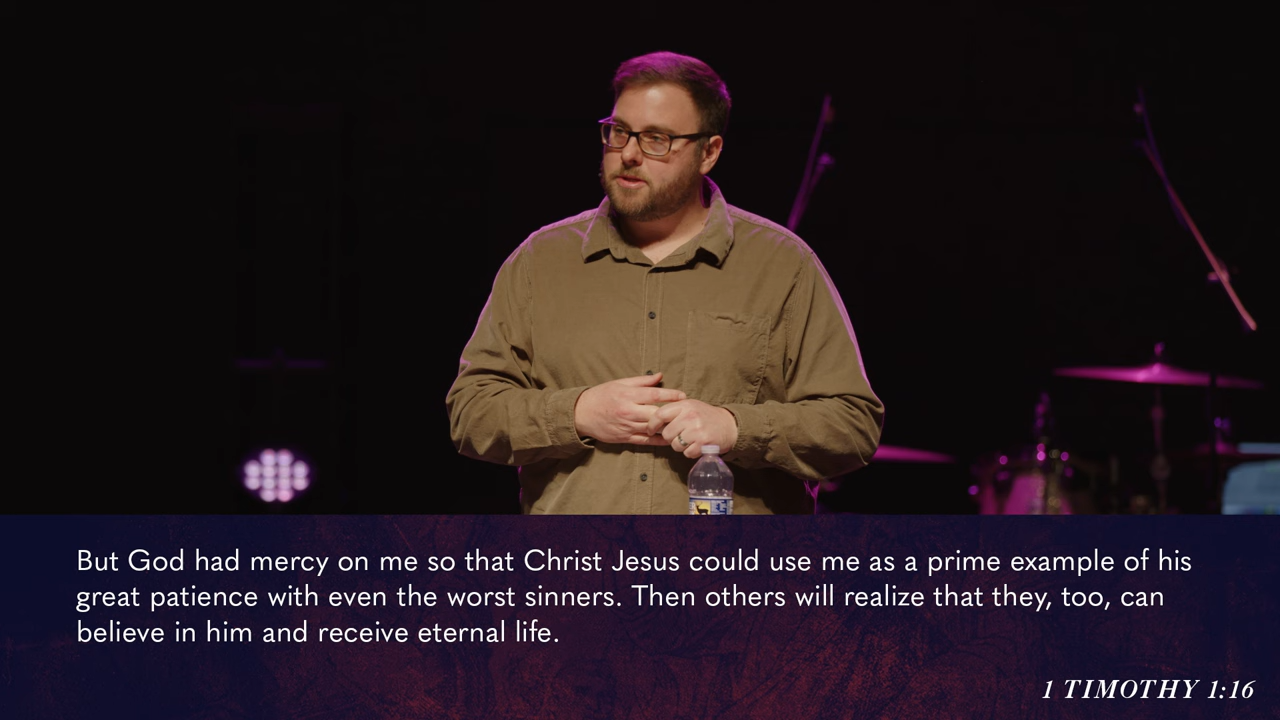 But God had mercy on me so that Christ Jesus could use me as a prime example of his
great patience with even the worst sinners. Then others will realize that they, too, can
believe in him and receive eternal life.
1 TIMOTHY 1:16